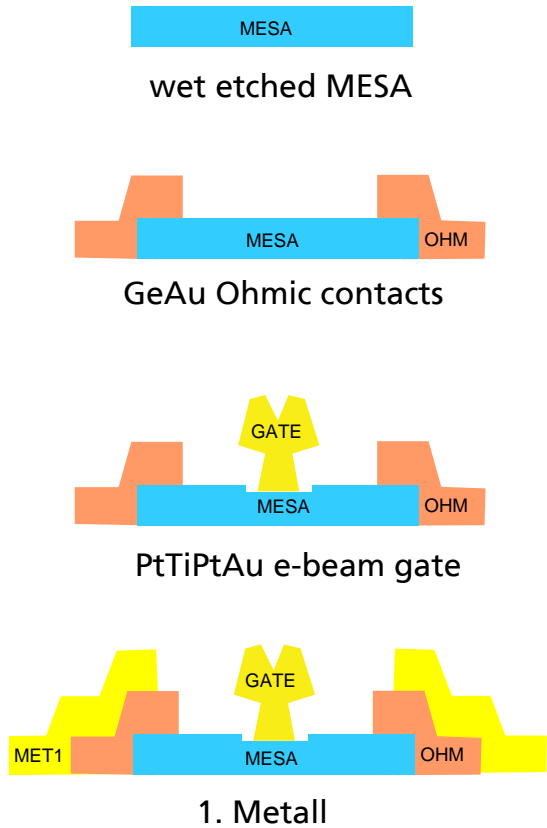 MESA
wet etched MESA
MESA
OHM
GeAu Ohmic contacts
GATE
MESA
OHM
PtTiPtAu e-beam gate
GATE
MET1
MESA
OHM
1. Metall